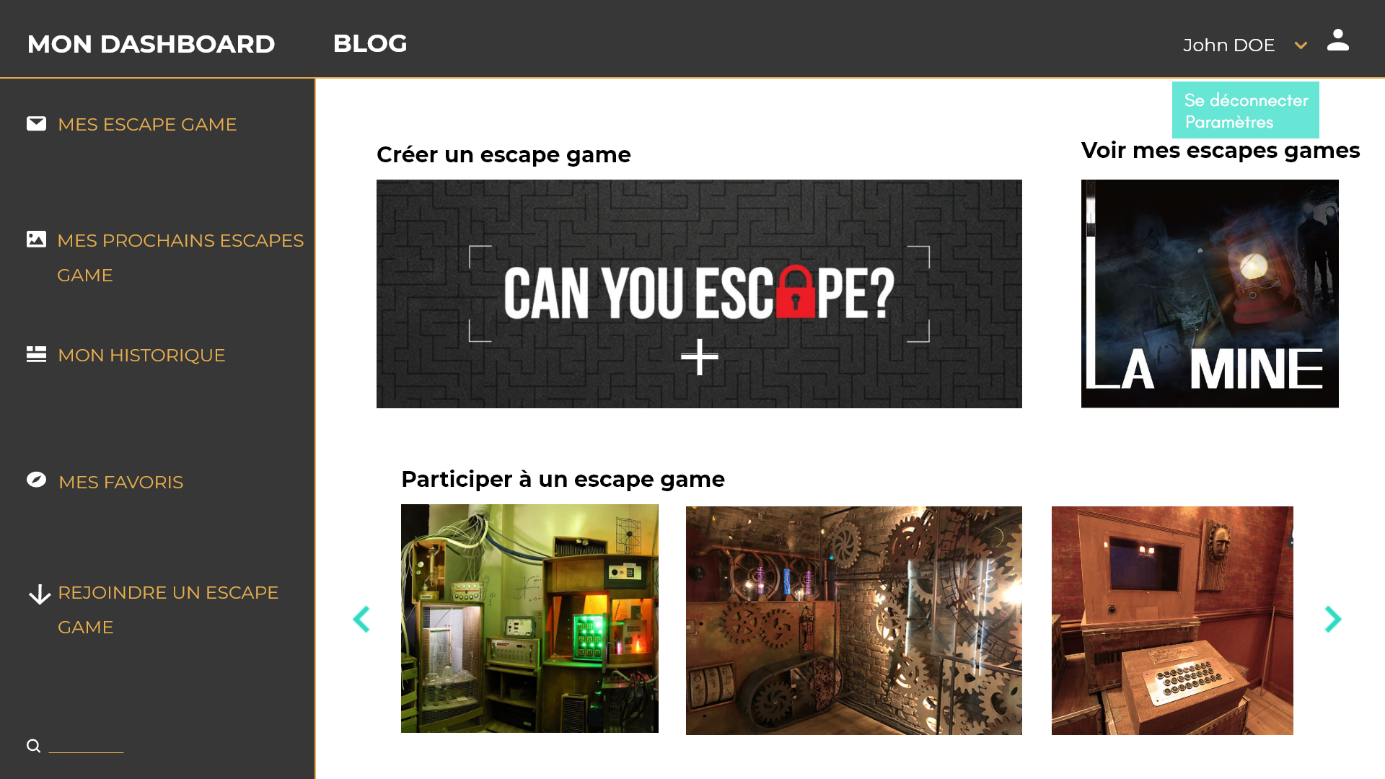 MON DASHBOARD
BLOG
John DOE
Se déconnecter
Paramètres
MES ESCAPE GAME
MES PROCHAINS ESCAPES
GAME
MON HISTORIQUE
MES FAVORIS
REJOINDRE UN ESCAPE
GAME
Créer un escape game
CAN YOU ESCAPE?
Voir mes escapes games
LA MINE
Participer à un escape game